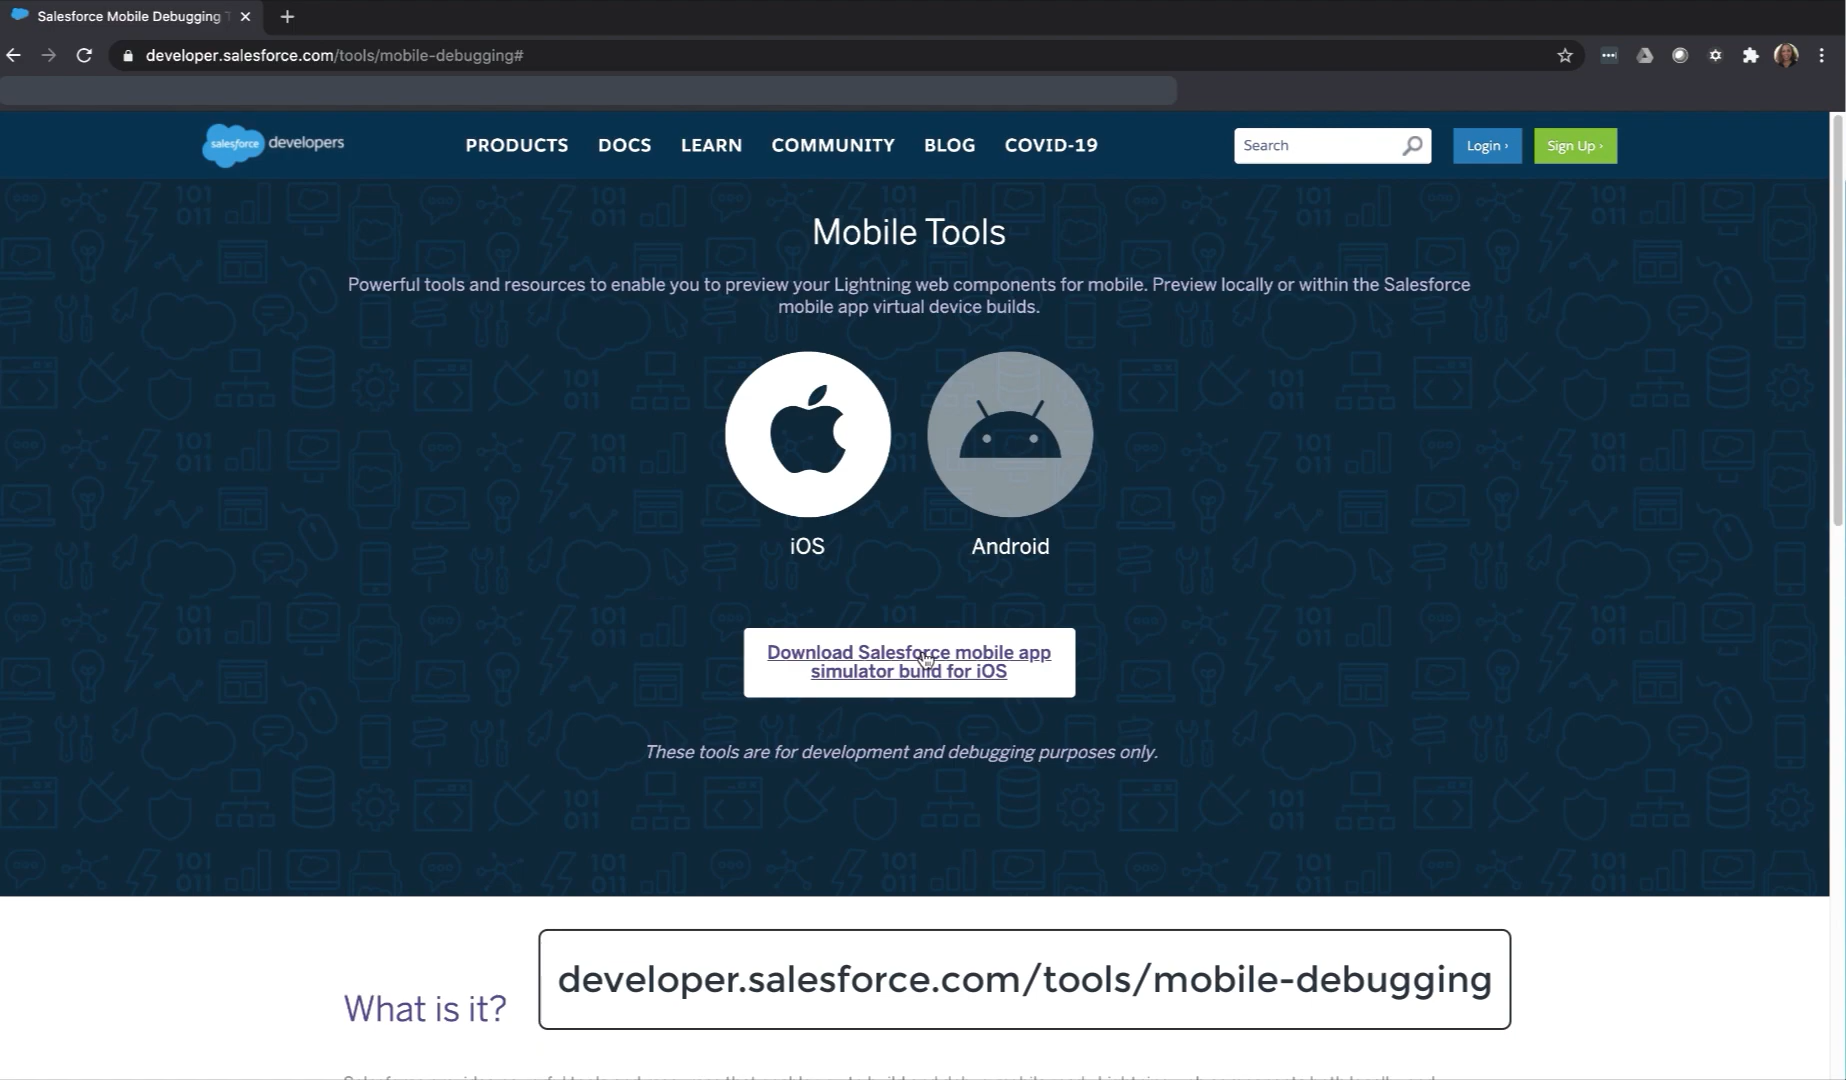 Salesforce Mobile Debugging T
developer.salesforce.com/tools/mobile-debugging#
salesforce developers
PRODUCTS DOCS LEARN COMMUNITY BLOG COVID-19
Search
Login ›
Sign Up ›
Mobile Tools
Powerful tools and resources to enable you to preview your Lightning web components for mobile. Preview locally or within the Salesforce
mobile app virtual device builds.
iOS Android
Download Salesforce mobile app
simulator build for iOS
These tools are for development and debugging purposes only.
developer.salesforce.com/tools/mobile-debugging
What is it?